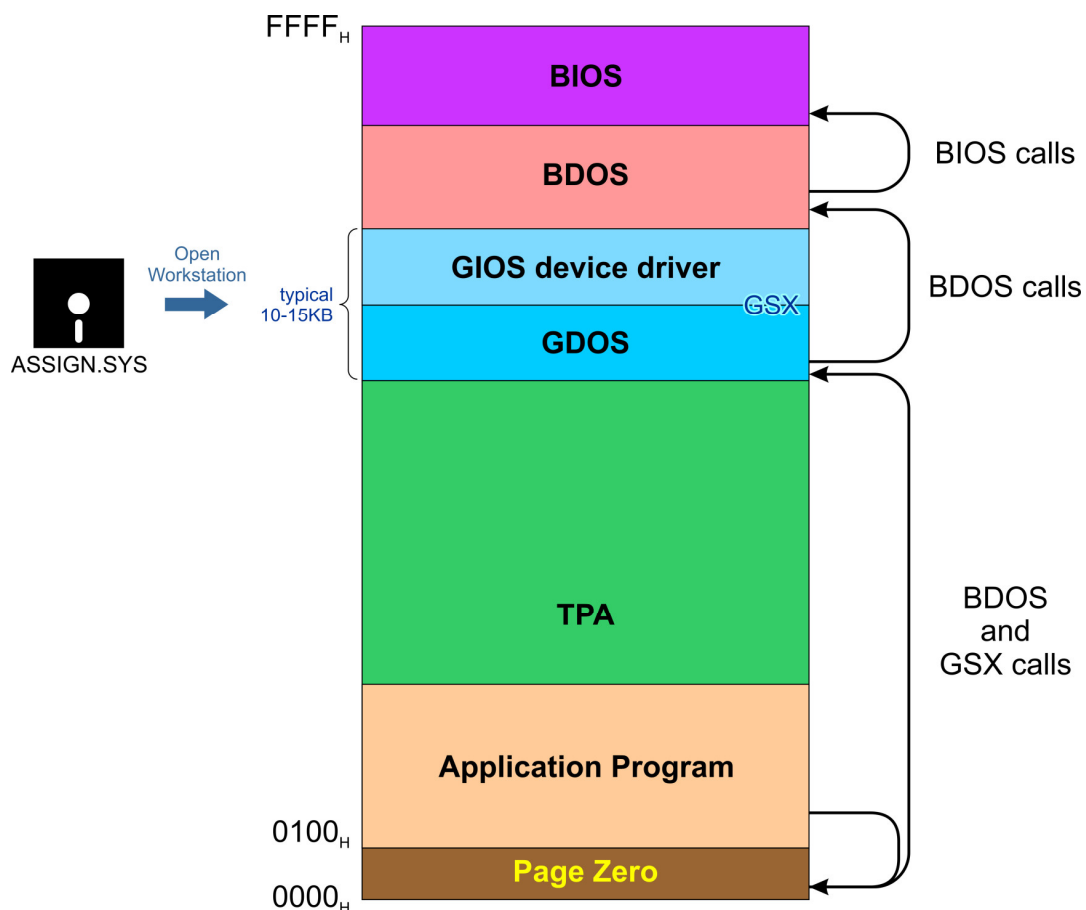 FFFFH
BIOS
BIOS calls
BDOS
Open
Workstation
GIOS device driver
typical
10-15KB
GSX
BDOS calls
GDOS
ASSIGN.SYS
TPA
BDOS
and
GSX calls
Application Program
0100H
Page Zero
0000H